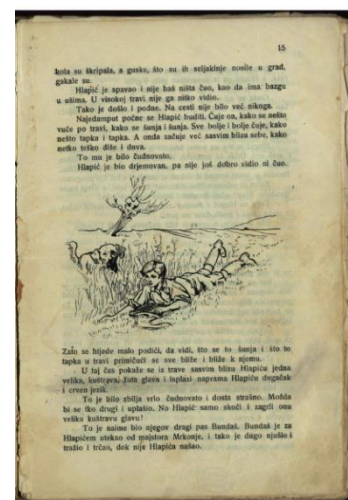 15
kola su škripala, a guske, što su ih seljakinje nosile u grad,
gakale su.
Hlapić je spavao i nije baš ništa čuo, kao da ima bazgu
u ušima. U visokoj travi nije ga nitko vidio.
Tako je došlo i podne. Na cesti nije bilo već nikoga.
Najedamput počne se Hlapić buditi. Čuje on, kako se nešto
vuče po travi, kako se šunja i šunja. Sve bolje i bolje čuje, kako
nešto tapka i tapka. A onda začuje već sasvim blizu sebe, kako
netko teško diše i duva.
To mu je bilo čudnovato.
Hlapić je bio drjemovan, pa nije još dobro vidio ni čuo.
Zato se htjede malo podići, da vidi, što se to šunja i što to
tapka u travi primičući se sve bliže i bliže k njemu.
U taj čas pokaže se iz trave sasvim blizu Hlapiću jedna
velika, kuštrava, žuta glava i isplazi naprama Hlapiću dugačak
i crven jezik.
To je bilo zbilja vrlo čudnovato i dosta strašno. Možda
bi se tko drugi i uplašio. No Hlapić samo skoči i zagrli onu
veliku kuštravu glavu!
To je naime bio njegov dragi pas Bundaš. Bundaš je za
Hlapićem utekao od majstora Mrkonje, i tako je dugo njušio i
tražio i trčao, dok nije Hlapića našao.